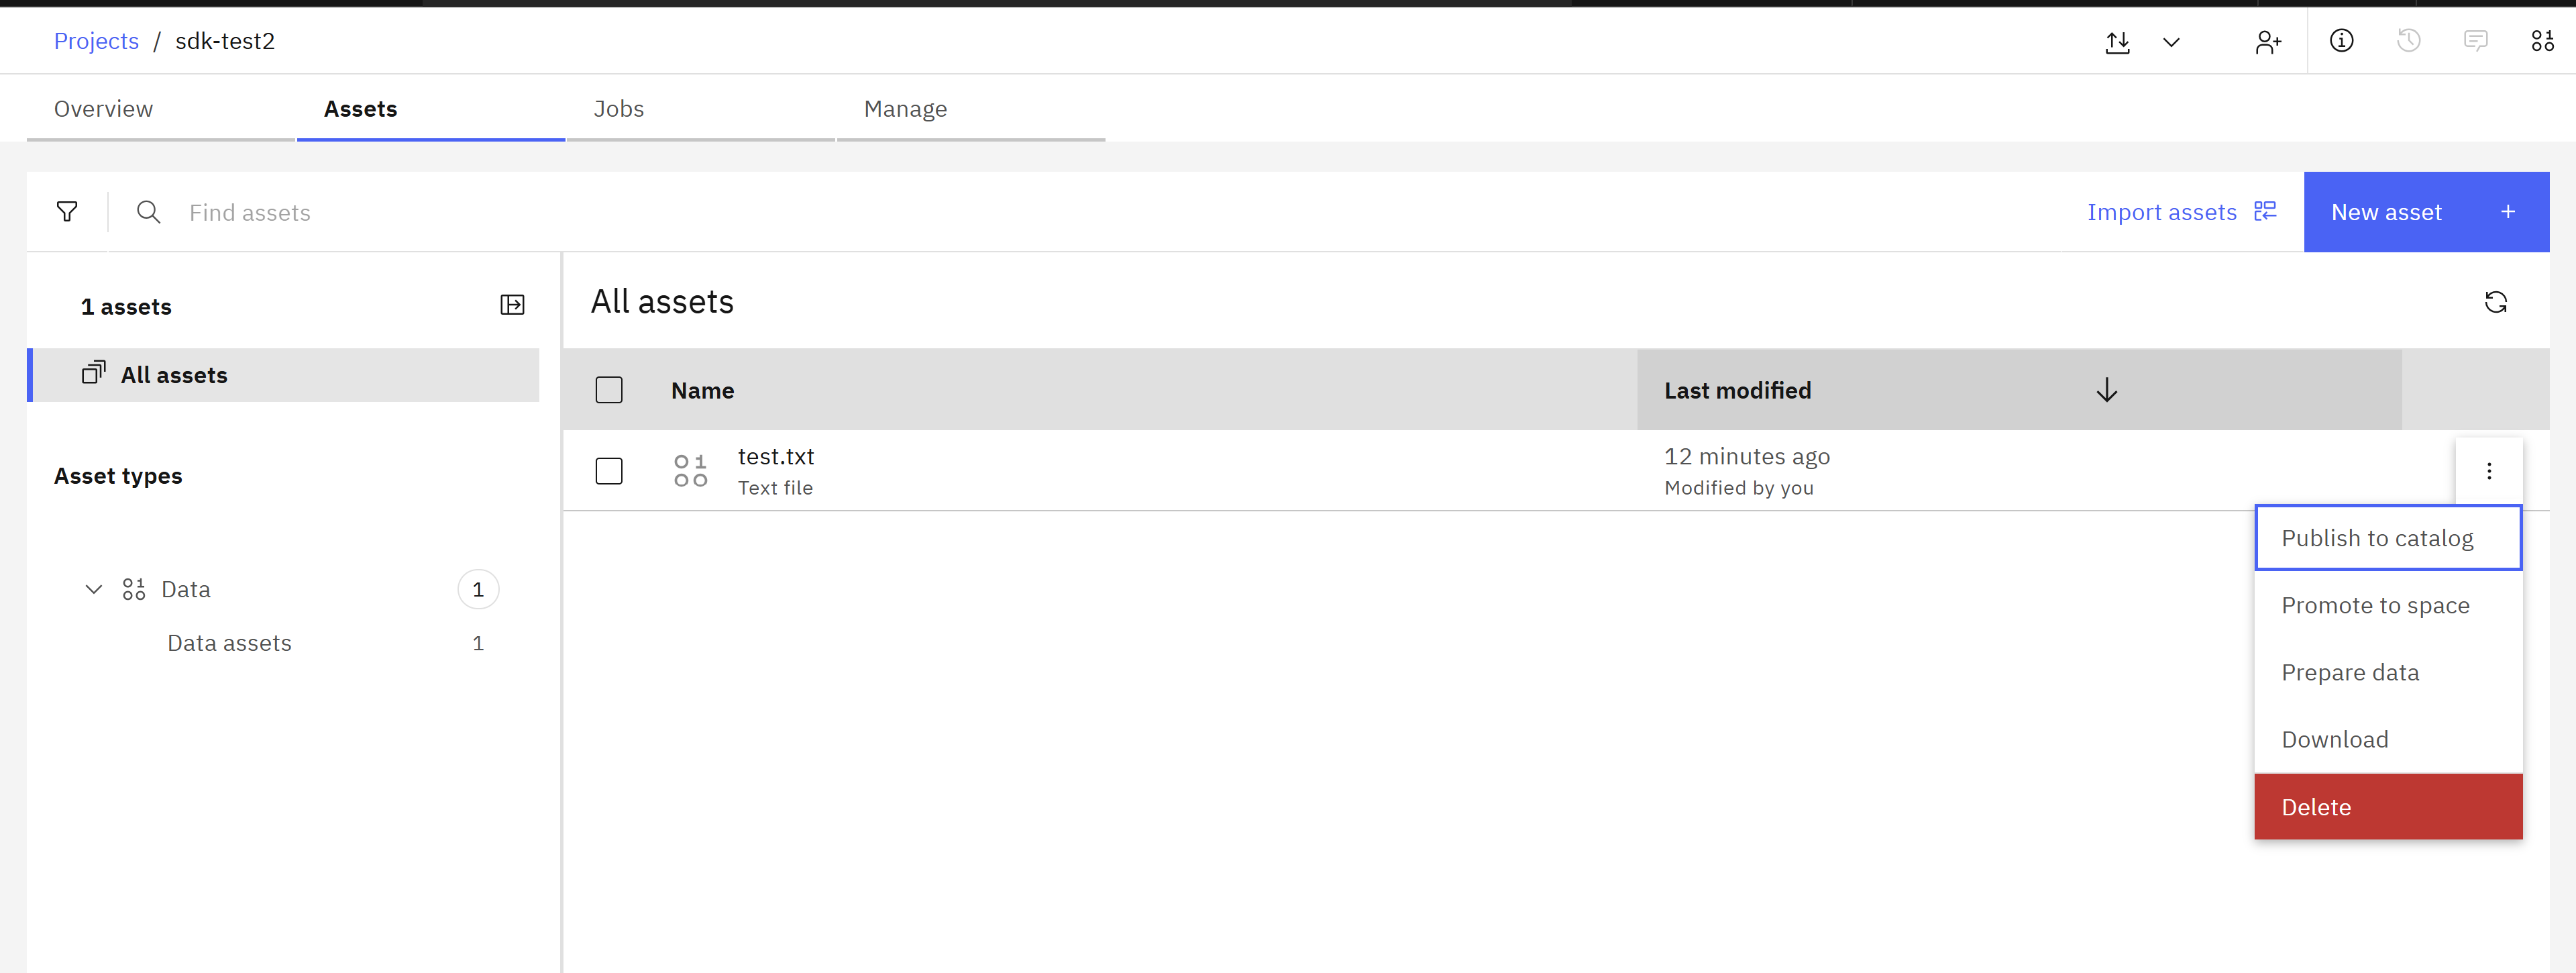 Projects / sdk-test2
Overview
Assets
Jobs
Manage
Find assets
Import assets
New asset +
1 assets
All assets
Asset types
Data 1
Data assets 1
All assets
Name
Last modified
test.txt
Text file
12 minutes ago
Modified by you
Publish to catalog
Promote to space
Prepare data
Download
Delete